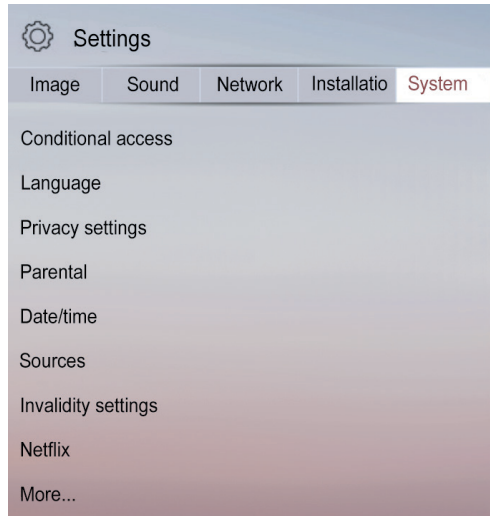 Settings
Image Sound Network Installatio System
Conditional access
Language
Privacy settings
Parental
Date/time
Sources
Invalidity settings
Netflix
More...